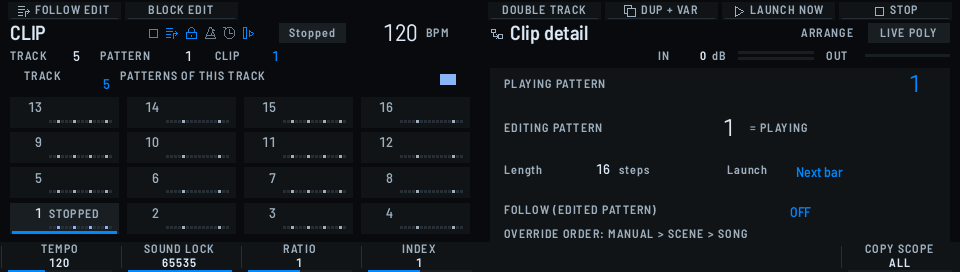 FOLLOW EDIT BLOCK EDIT DOUBLE TRACK DUP + VAR LAUNCH NOW STOP
CLIP Stopped 120 BPM Clip detail ARRANGE LIVE POLY
TRACK 5 PATTERN 1 CLIP 1 IN 0 dB OUT
TRACK 5 PATTERNS OF THIS TRACK
PLAYING PATTERN 1
13 14 15 16
EDITING PATTERN 1 = PLAYING
9 10 11 12
Length 16 steps Launch Next bar
5 6 7 8
FOLLOW (EDITED PATTERN) OFF
1 STOPPED 2 3 4
OVERRIDE ORDER: MANUAL > SCENE > SONG
TEMPO SOUND LOCK RATIO INDEX COPY SCOPE
120 65535 1 1 ALL